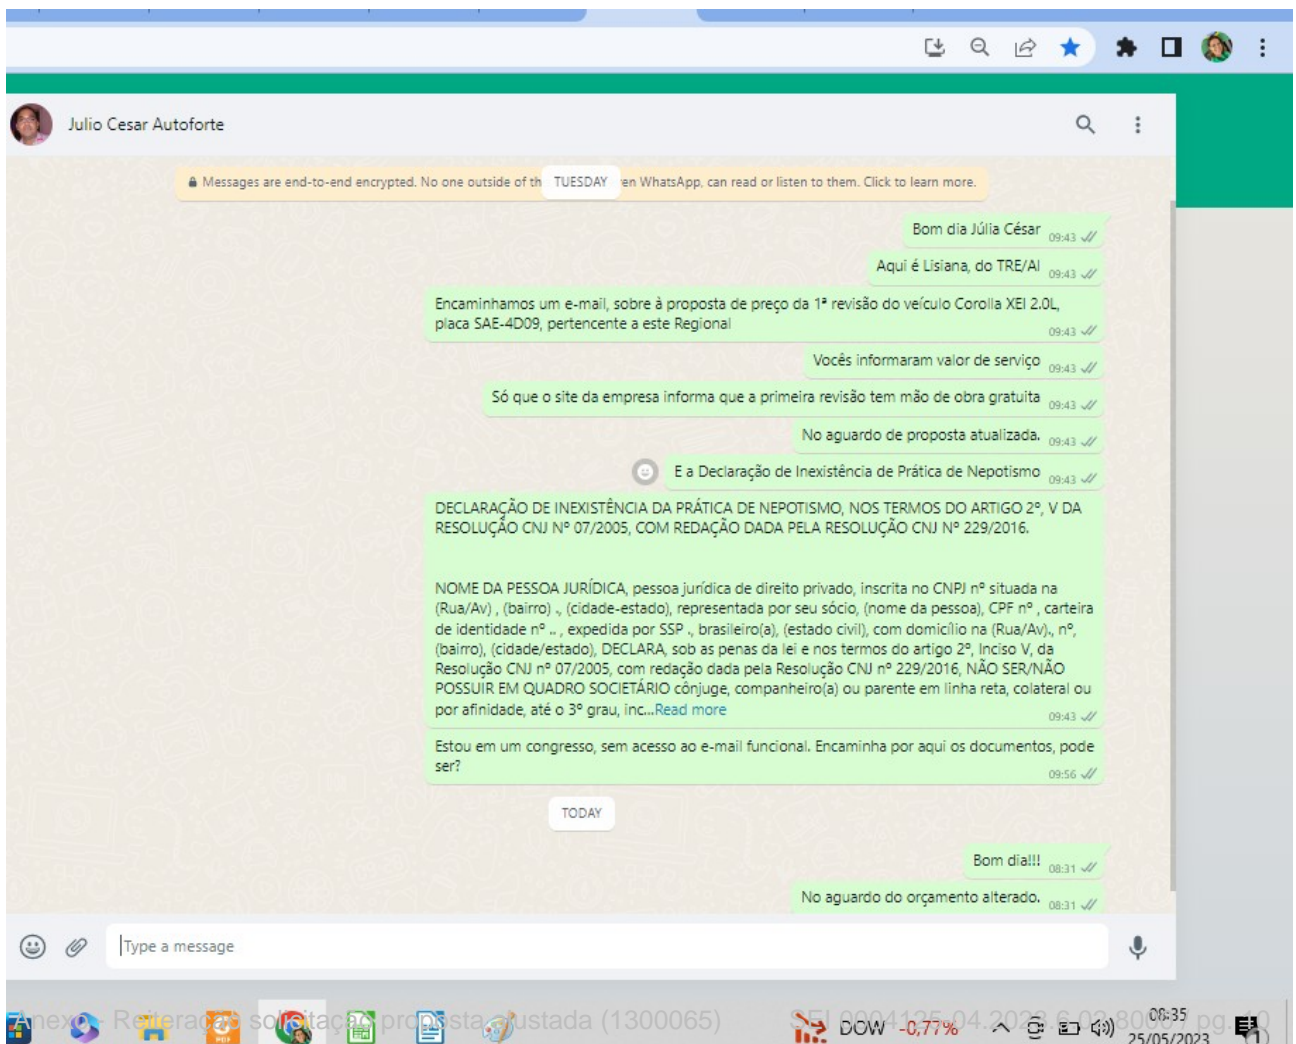 Julio Cesar Autoforte
Messages are end-to-end encrypted. No one outside of th TUESDAY en WhatsApp, can read or listen to them. Click to learn more.
Bom dia Júlia César 09:43
Aqui é Lisiana, do TRE/Al 09:43
Encaminhamos um e-mail, sobre à proposta de preço da 1ª revisão do veículo Corolla XEI 2.0L,
placa SAE-4D09, pertencente a este Regional
09:43
Vocês informaram valor de serviço 09:43
Só que o site da empresa informa que a primeira revisão tem mão de obra gratuita 09:43
No aguardo de proposta atualizada. 09:43
E a Declaração de Inexistência de Prática de Nepotismo 09:43
DECLARAÇÃO DE INEXISTÊNCIA DA PRÁTICA DE NEPOTISMO, NOS TERMOS DO ARTIGO 2º, V DA
RESOLUÇÃO CNJ Nº 07/2005, COM REDAÇÃO DADA PELA RESOLUÇÃO CNJ Nº 229/2016.
NOME DA PESSOA JURÍDICA, pessoa jurídica de direito privado, inscrita no CNPJ nº situada na
(Rua/Av) , (bairro) ., (cidade-estado), representada por seu sócio, (nome da pessoa), CPF nº , carteira
de identidade nº .. , expedida por SSP ., brasileiro(a), (estado civil), com domicílio na (Rua/Av)., nº,
(bairro), (cidade/estado), DECLARA, sob as penas da lei e nos termos do artigo 2º, Inciso V, da
Resolução CNJ nº 07/2005, com redação dada pela Resolução CNJ nº 229/2016, NÃO SER/NÃO
POSSUIR EM QUADRO SOCIETÁRIO cônjuge, companheiro(a) ou parente em linha reta, colateral ou
por afinidade, até o 3º grau, inc...Read more
09:43
Estou em um congresso, sem acesso ao e-mail funcional. Encaminha por aqui os documentos, pode
ser?
09:56
TODAY
Bom dia!!! 08:31
No aguardo do orçamento alterado. 08:31
Type a message
Anexo - Reiteração solicitação proposta ajustada (1300065)
DOW -0,77%
08:35
25/05/2023